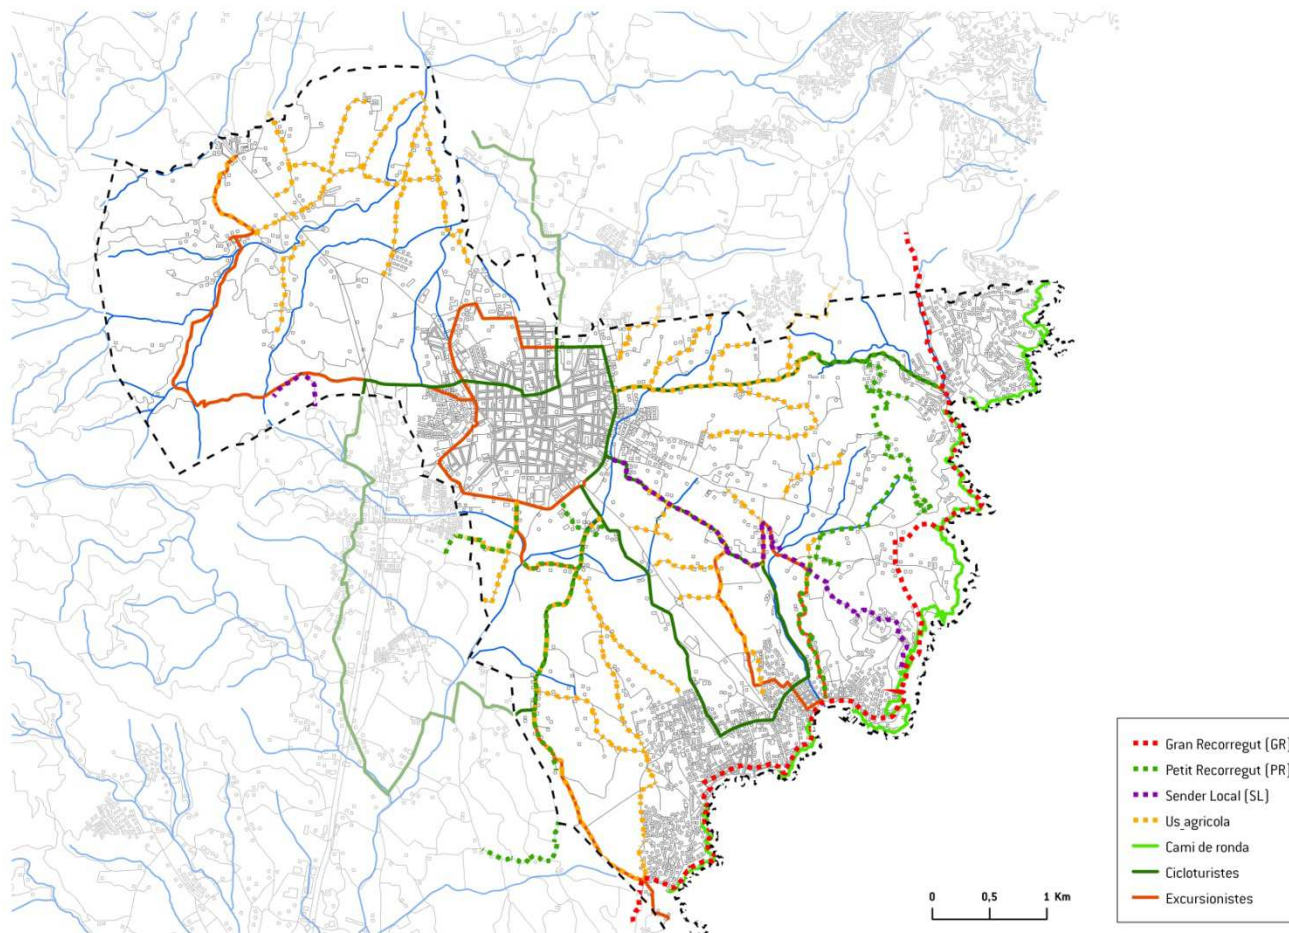 Gran Recorregut (GR)
Petit Recorregut (PR)
Sender Local (SL)
Us_agricola
Cami de ronda
Cicloturistes
Excursionistes
0 0,5 1 Km